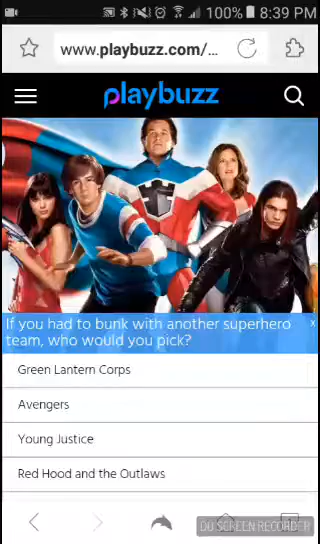 100% 8:39 PM
www.playbuzz.com/...
playbuzz
If you had to bunk with another superhero x
team, who would you pick?
Green Lantern Corps
Avengers
Young Justice
Red Hood and the Outlaws
DU SCREEN RECORDER